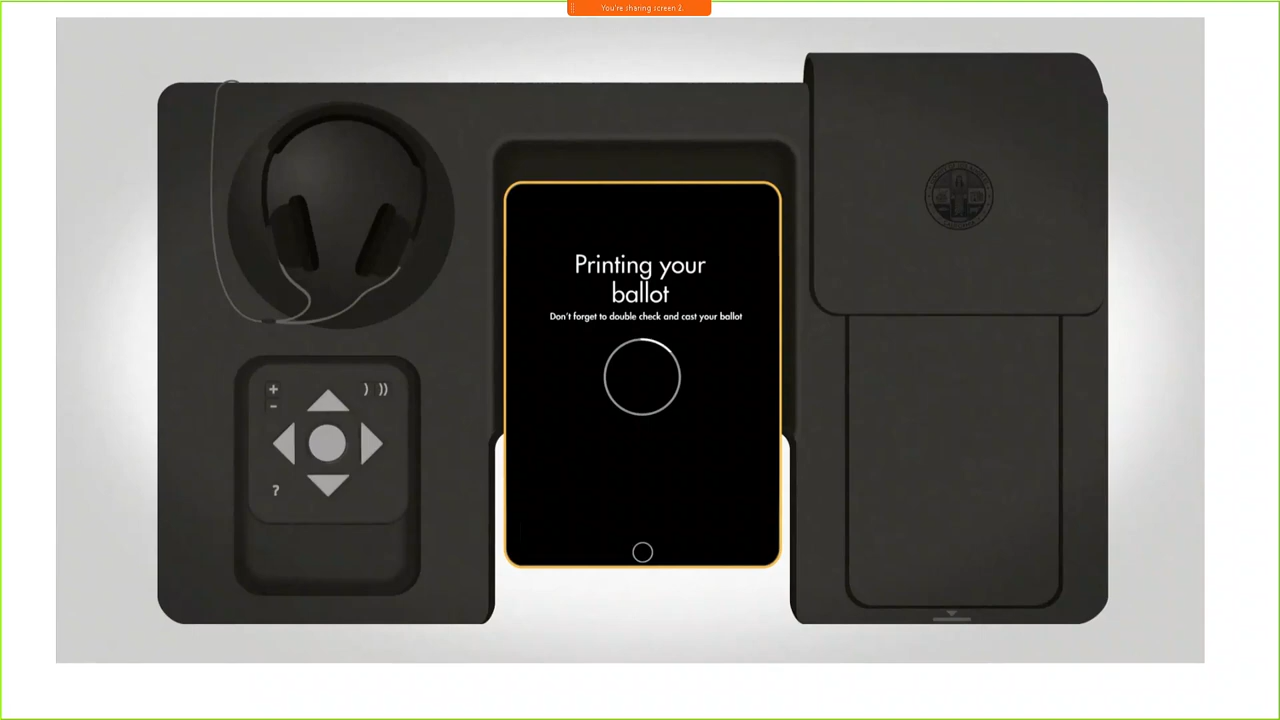 You're sharing screen 2.
Printing your
ballot
Don't forget to double check and cast your ballot
+
-
?